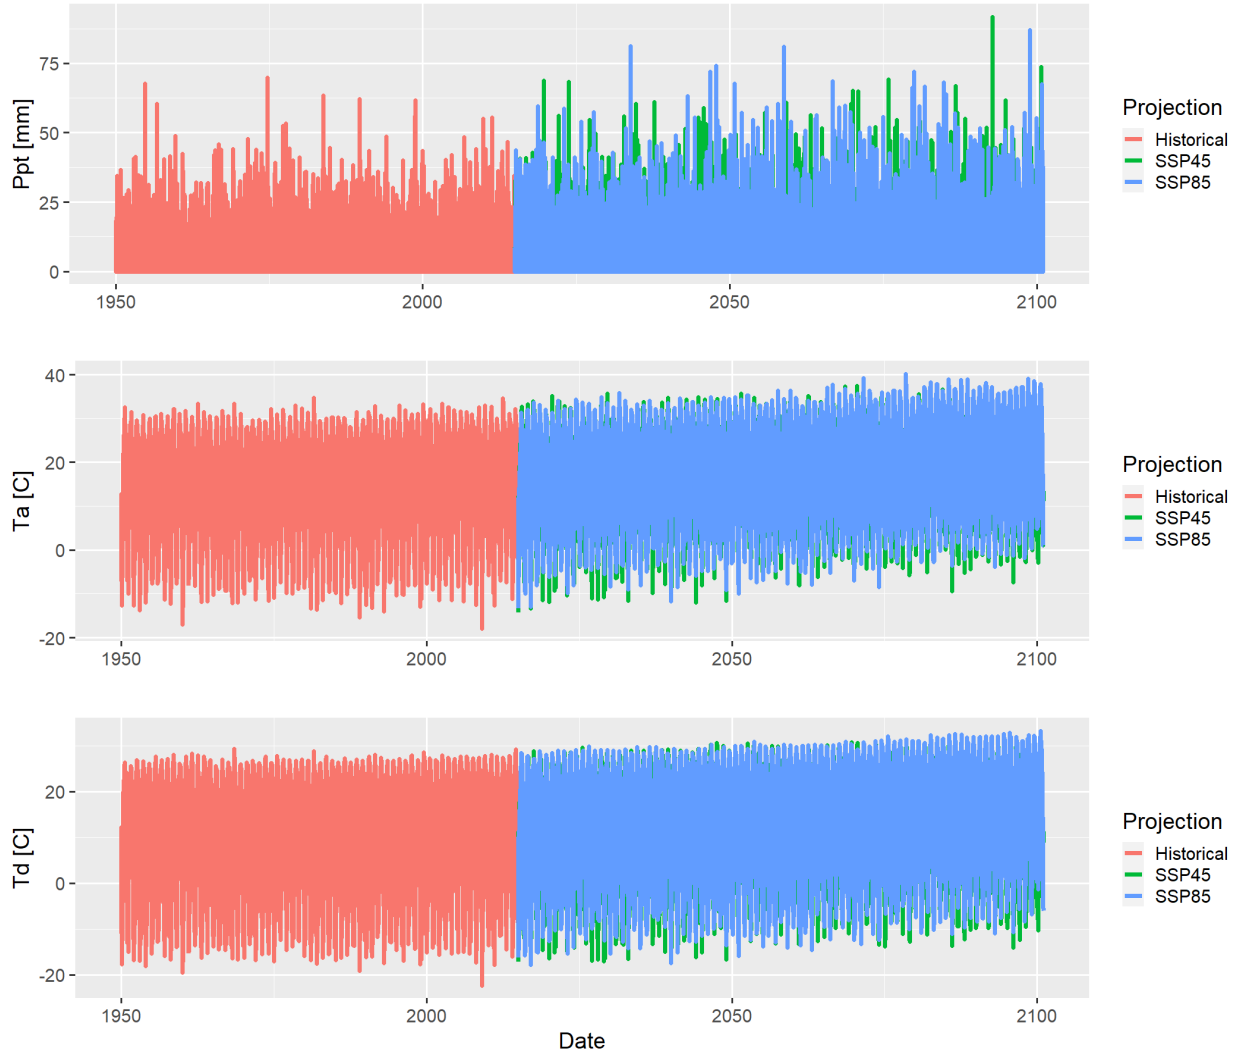 Ppt [mm]
75
50
25
0
1950
2000
2050
2100
Projection
Historical
SSP45
SSP85
Ta [C]
40
20
0
-20
1950
2000
2050
2100
Projection
Historical
SSP45
SSP85
Td [C]
20
0
-20
1950
2000
2050
2100
Date
Projection
Historical
SSP45
SSP85